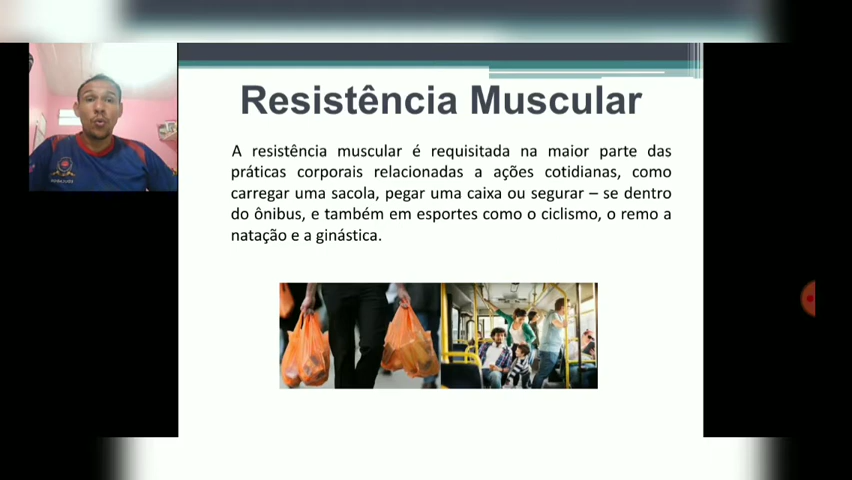 Resistência Muscular
A resistência muscular é requisitada na maior parte das
práticas corporais relacionadas a ações cotidianas, como
carregar uma sacola, pegar uma caixa ou segurar – se dentro
do ônibus, e também em esportes como o ciclismo, o remo a
natação e a ginástica.